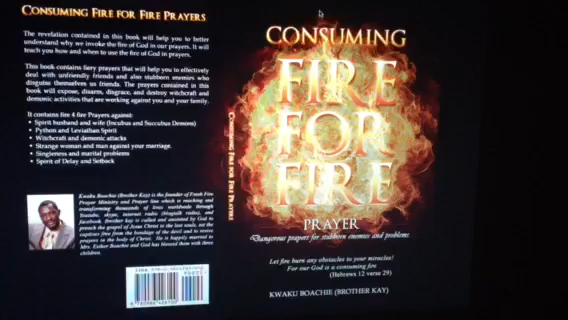 CONSUMING FIRE FOR FIRE PRAYERS
The revelation contained in this book will help you to better
understand why we invoke the fire of God in our prayers. It will
teach you how and when to use the fire of God in prayers.
This book contains fiery prayers that will help you to effectively
deal with unfriendly friends and also stubborn enemies who
disguise themselves us friends. The prayers contained in this
book will expose, disarm, disgrace, and destroy witchcraft and
demonic activities that are working against you and your family.
It contains fire 4 fire Prayers against:
• Spirit husband and wife (Incubus and Succubus Demons)
• Python and Leviathan Spirit
• Witchcraft and demonic attacks
• Strange woman and man against your marriage.
• Singleness and marital problems
• Spirit of Delay and Setback
Kwaku Boachie (Brother Kay) is the founder of Fresh Fire
Prayer Ministry and Prayer line which is reaching and
transforming thousands of lives worldwide through
Youtube, skype, internet radio (blogtalk radio), and
facebook. Brother kay is called and anointed by God to
preach the gospel of Jesus Christ to the lost souls, set the
captives free from the bondage of the devil and to revive
prayers in the body of Christ. He is happily married to
Mrs. Esther Boachie and God has blessed them with three
children.
CONSUMING FIRE FOR FIRE PRAYERS
CONSUMING
FIRE
FOR
FIRE
PRAYER
Dangerous prayers for stubborn enemies and problems
Let fire burn any obstacles to your miracles!
For our God is a consuming fire
(Hebrews 12 verse 29)
KWAKU BOACHIE (BROTHER KAY)